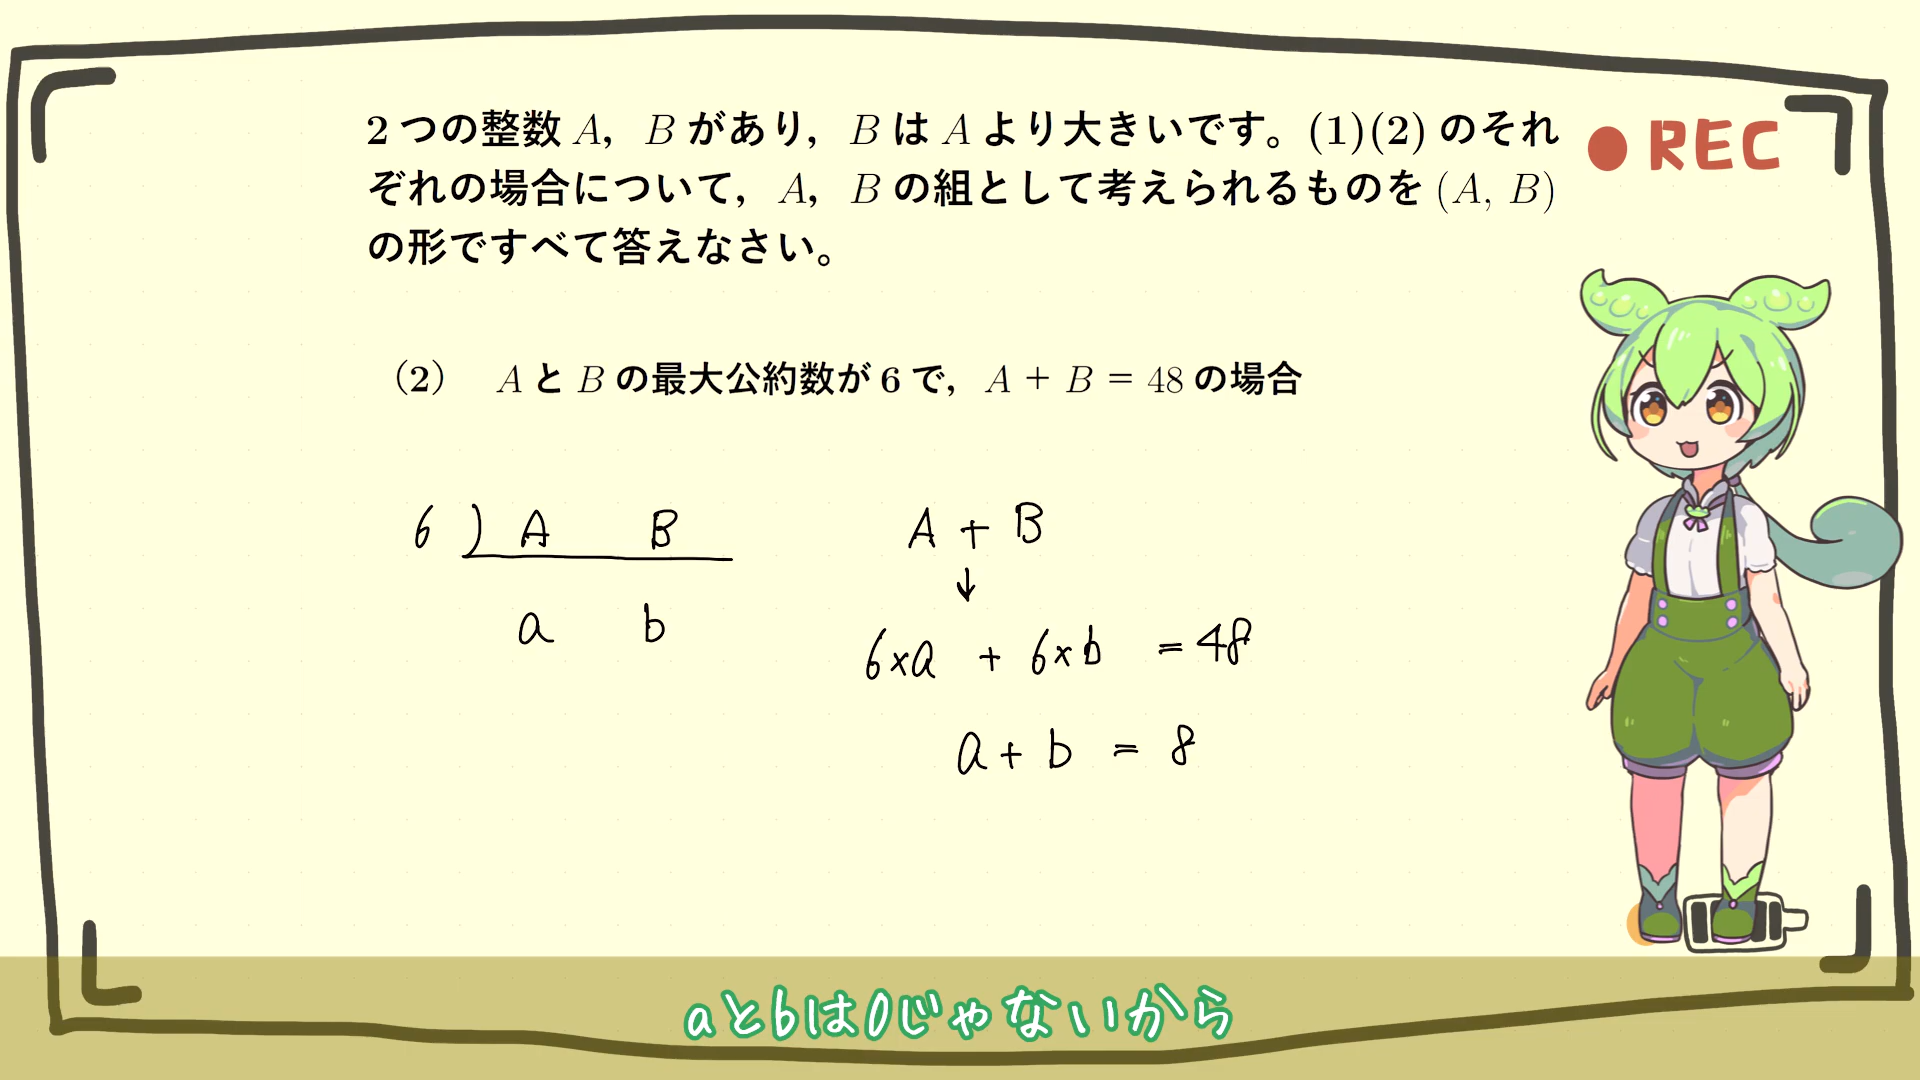 2つの整数 A, B があり, B は A より大きいです。(1)(2) のそれ
ぞれの場合について, A, B の組として考えられるものを (A, B)
の形ですべて答えなさい。
REC
(2) A と B の最大公約数が 6 で, A + B = 48 の場合
6 ) A B
a b
A + B
↓
6×a + 6×b = 48
a + b = 8
aとbは0じゃないから